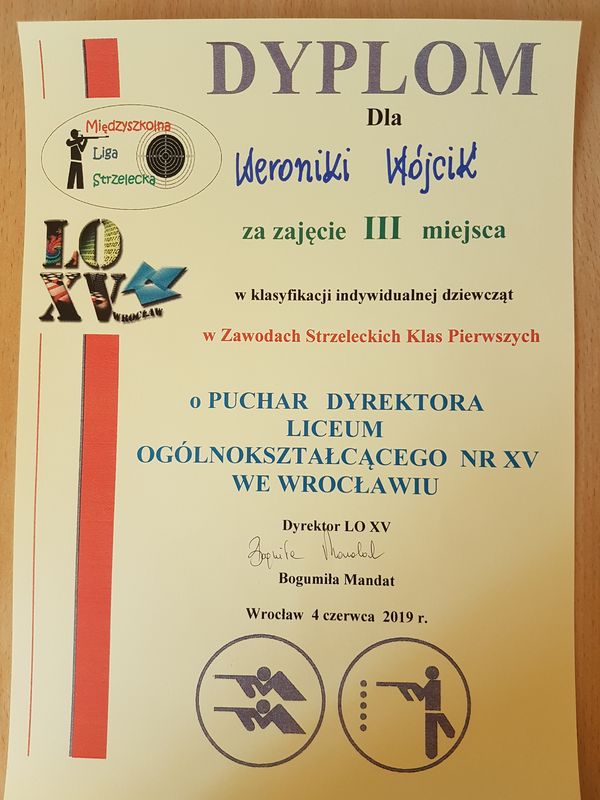 DYPLOM
Dla
Międzyszkolna
Liga
Strzelecka
Weroniki Wójcik
za zajęcie III miejsca
LO
XV
WROCŁAW
w klasyfikacji indywidualnej dziewcząt
w Zawodach Strzeleckich Klas Pierwszych
o PUCHAR DYREKTORA
LICEUM
OGÓLNOKSZTAŁCĄCEGO NR XV
WE WROCŁAWIU
Dyrektor LO XV
Bogumiła Mandat
Bogumiła Mandat
Wrocław 4 czerwca 2019 r.